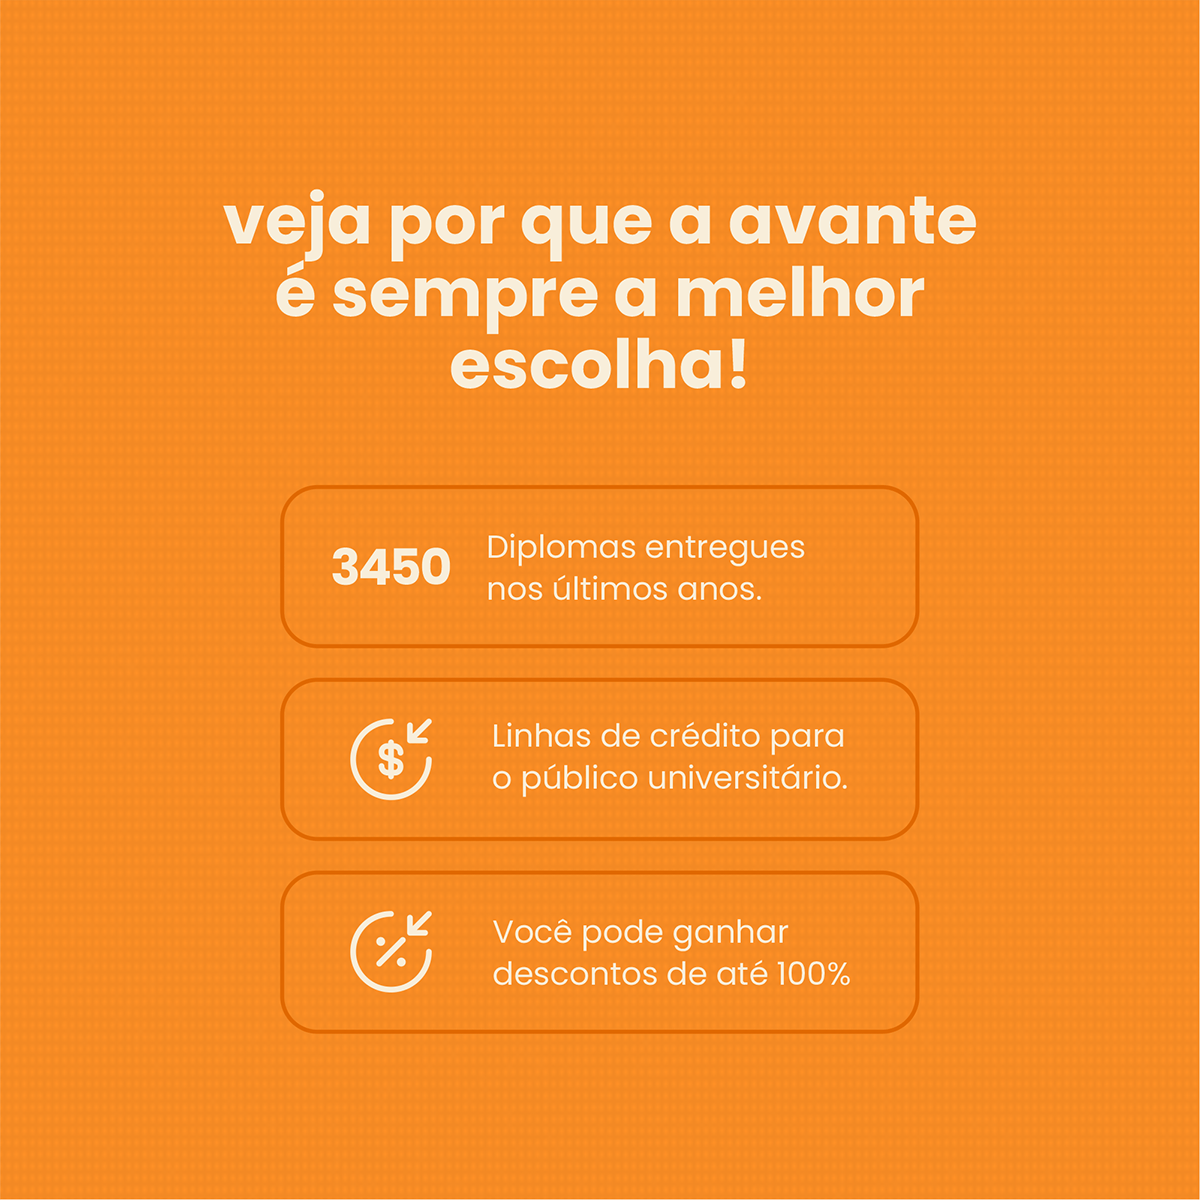 veja por que a avante
é sempre a melhor
escolha!
3450
Diplomas entregues
nos últimos anos.
$
Linhas de crédito para
o público universitário.
%
Você pode ganhar
descontos de até 100%